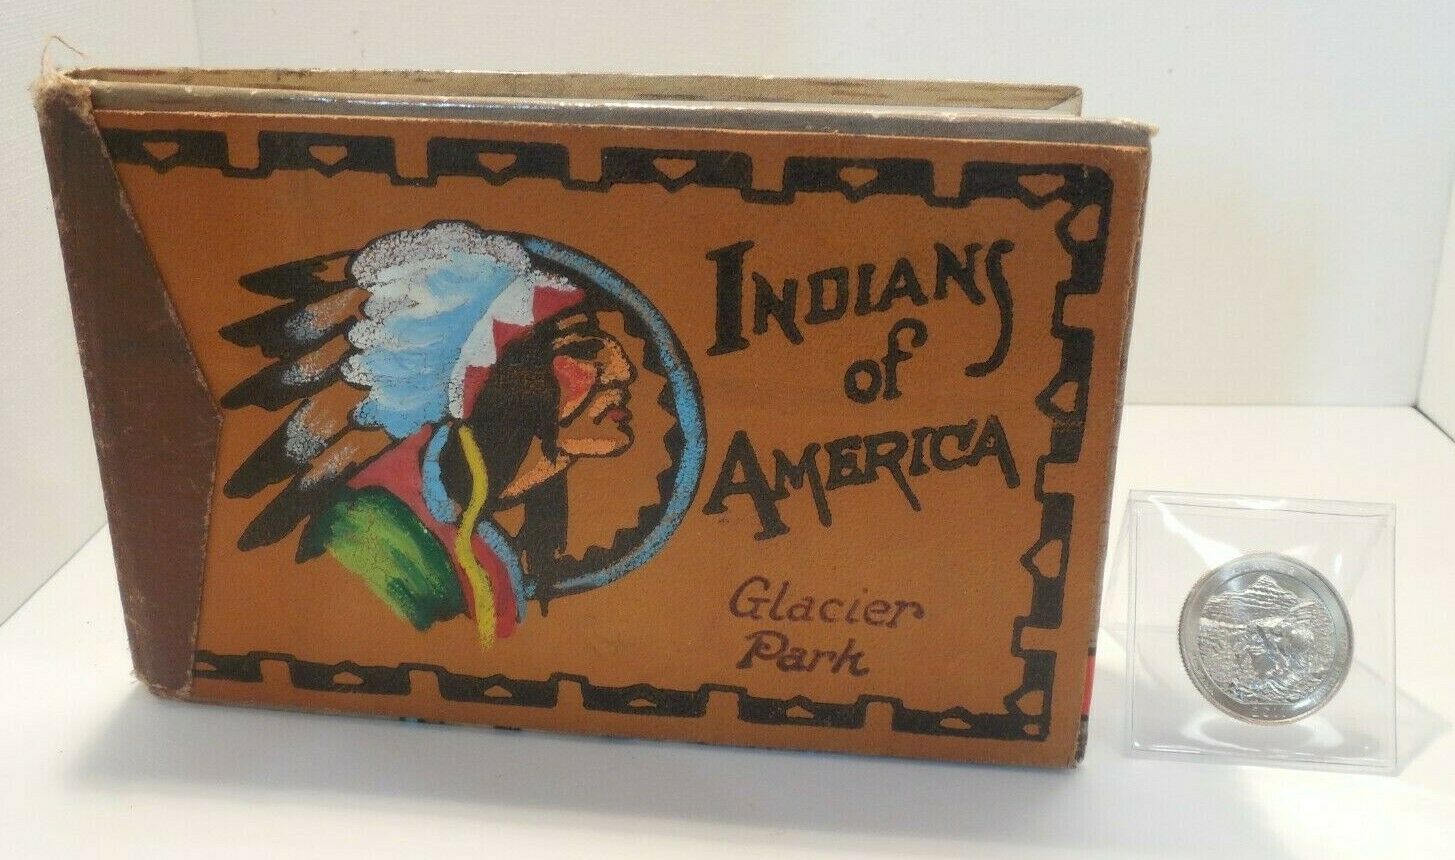 INDIANS
of
AMERICA
Glacier
Park